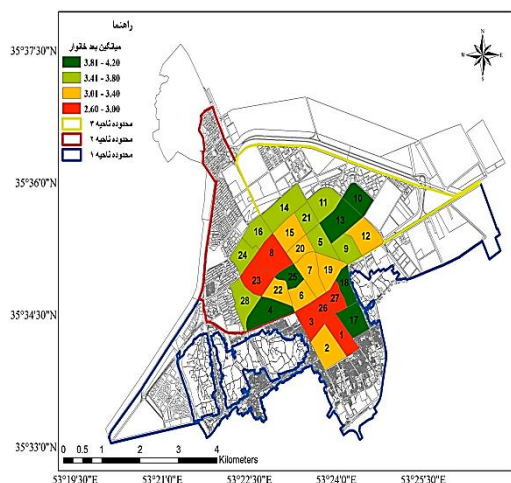 راهنما
میانگین بعد خانوار
3.81 - 4.20
3.41 - 3.80
3.01 - 3.40
2.60 - 3.00
محدوده ناحیه ۳
محدوده ناحیه ۲
محدوده ناحیه ۱
N
W
E
S
35°37'30"N
35°36'0"N
35°34'30"N
35°33'0"N
10
11
14
21
13
16
15
5
12
24
8
20
9
7
19
23
25
18
22
6
27
28
4
26
3
17
1
2
0 0.5 1 2 3 4
Kilometers
53°19'30"E
53°21'0"E
53°22'30"E
53°24'0"E
53°25'30"E